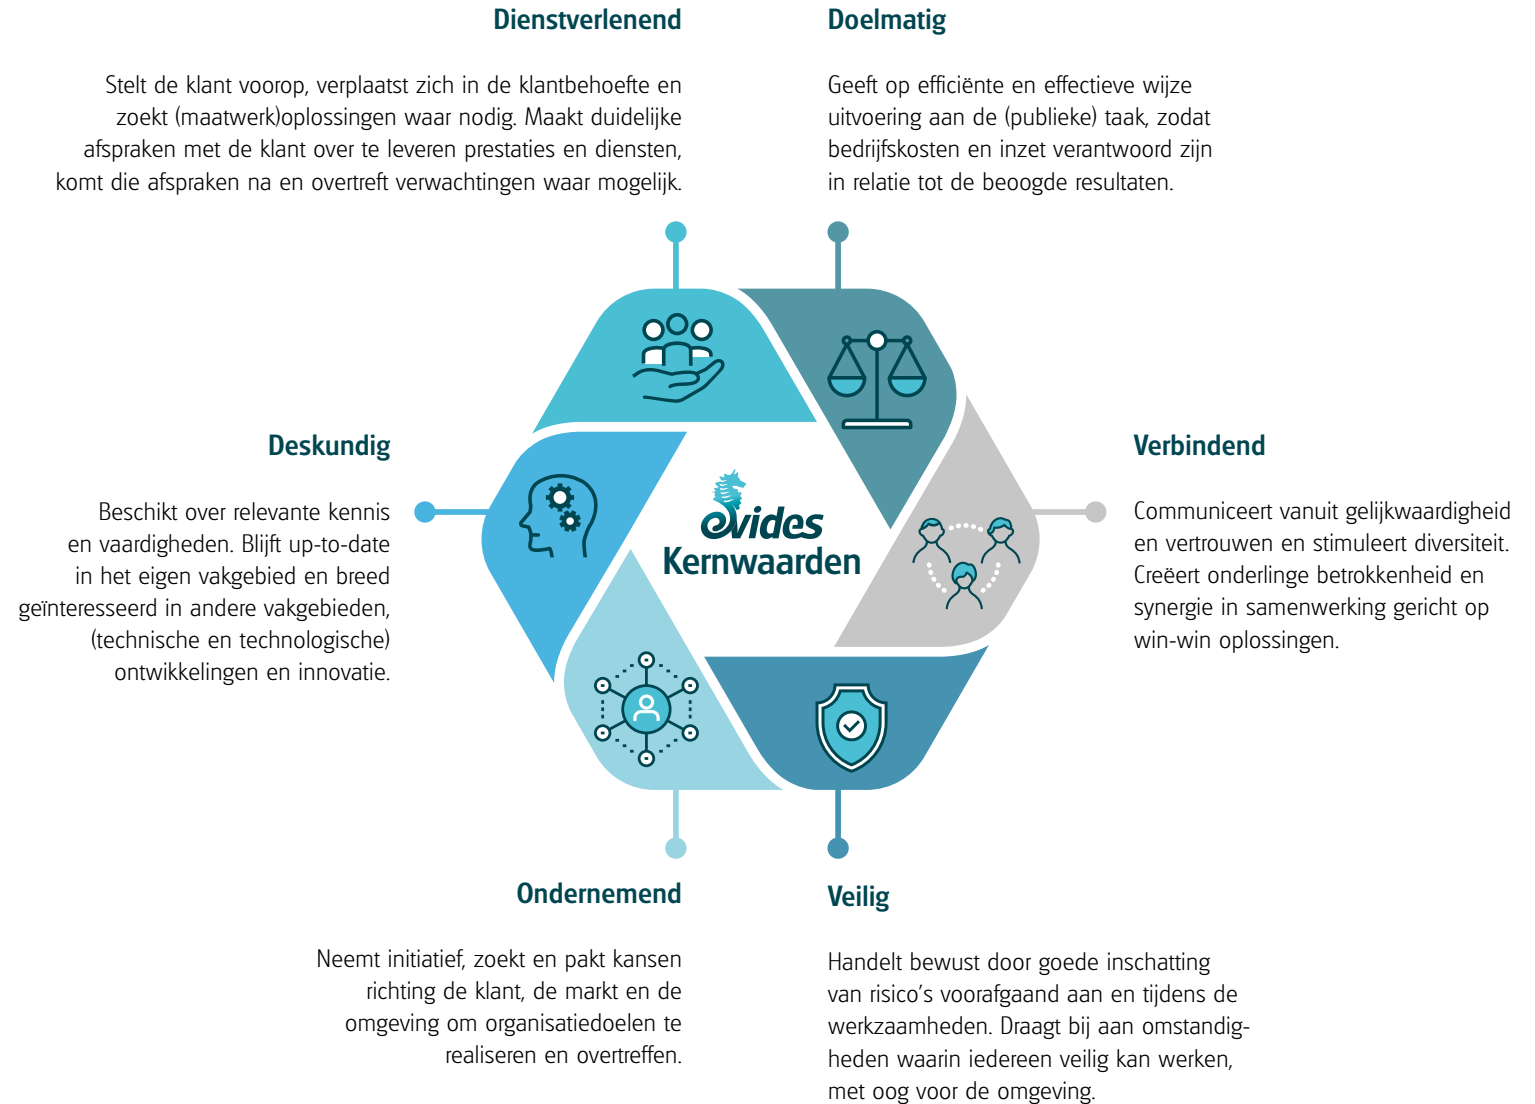 Dienstverlenend
Stelt de klant voorop, verplaatst zich in de klantbehoefte en
zoekt (maatwerk)oplossingen waar nodig. Maakt duidelijke
afspraken met de klant over te leveren prestaties en diensten,
komt die afspraken na en overtreft verwachtingen waar mogelijk.
Doelmatig
Geeft op efficiënte en effectieve wijze
uitvoering aan de (publieke) taak, zodat
bedrijfskosten en inzet verantwoord zijn
in relatie tot de beoogde resultaten.
Deskundig
Beschikt over relevante kennis
en vaardigheden. Blijft up-to-date
in het eigen vakgebied en breed
geïnteresseerd in andere vakgebieden,
(technische en technologische)
ontwikkelingen en innovatie.
evides
Kernwaarden
Verbindend
Communiceert vanuit gelijkwaardigheid
en vertrouwen en stimuleert diversiteit.
Creëert onderlinge betrokkenheid en
synergie in samenwerking gericht op
win-win oplossingen.
Ondernemend
Neemt initiatief, zoekt en pakt kansen
richting de klant, de markt en de
omgeving om organisatiedoelen te
realiseren en overtreffen.
Veilig
Handelt bewust door goede inschatting
van risico's voorafgaand aan en tijdens de
werkzaamheden. Draagt bij aan omstandig-
heden waarin iedereen veilig kan werken,
met oog voor de omgeving.